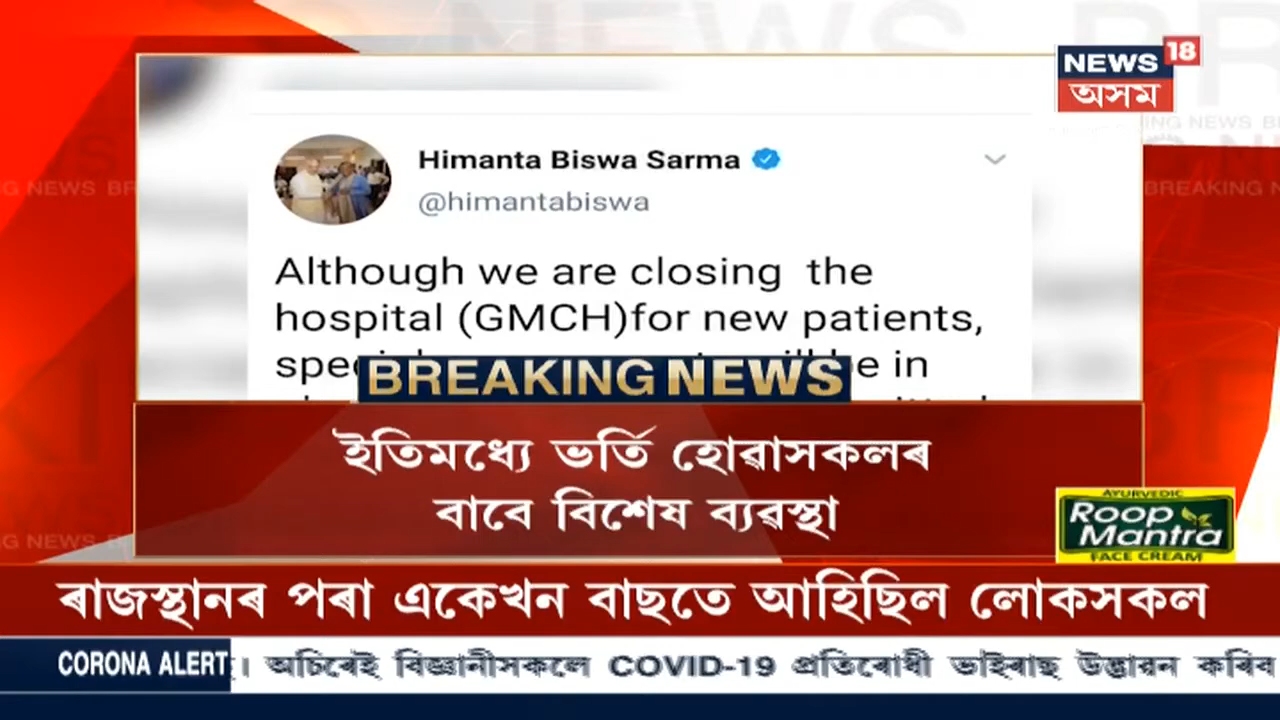 NEWS 18
অসম
Himanta Biswa Sarma
@himantabiswa
Although we are closing the
hospital (GMCH)for new patients,
be in
BREAKING NEWS
ইতিমধ্যে ভৰ্তি হোৱাসকলৰ
বাবে বিশেষ ব্যৱস্থা
AYURVEDIC
Roop
Mantra
FACE CREAM
ৰাজস্থানৰ পৰা একেখন বাছতে আহিছিল লোকসকল
CORONA ALERT
। অচিৰেই বিজ্ঞানীসকলে COVID-19 প্ৰতিৰোধী ভাইৰাছ উদ্ভাৱন কৰিব